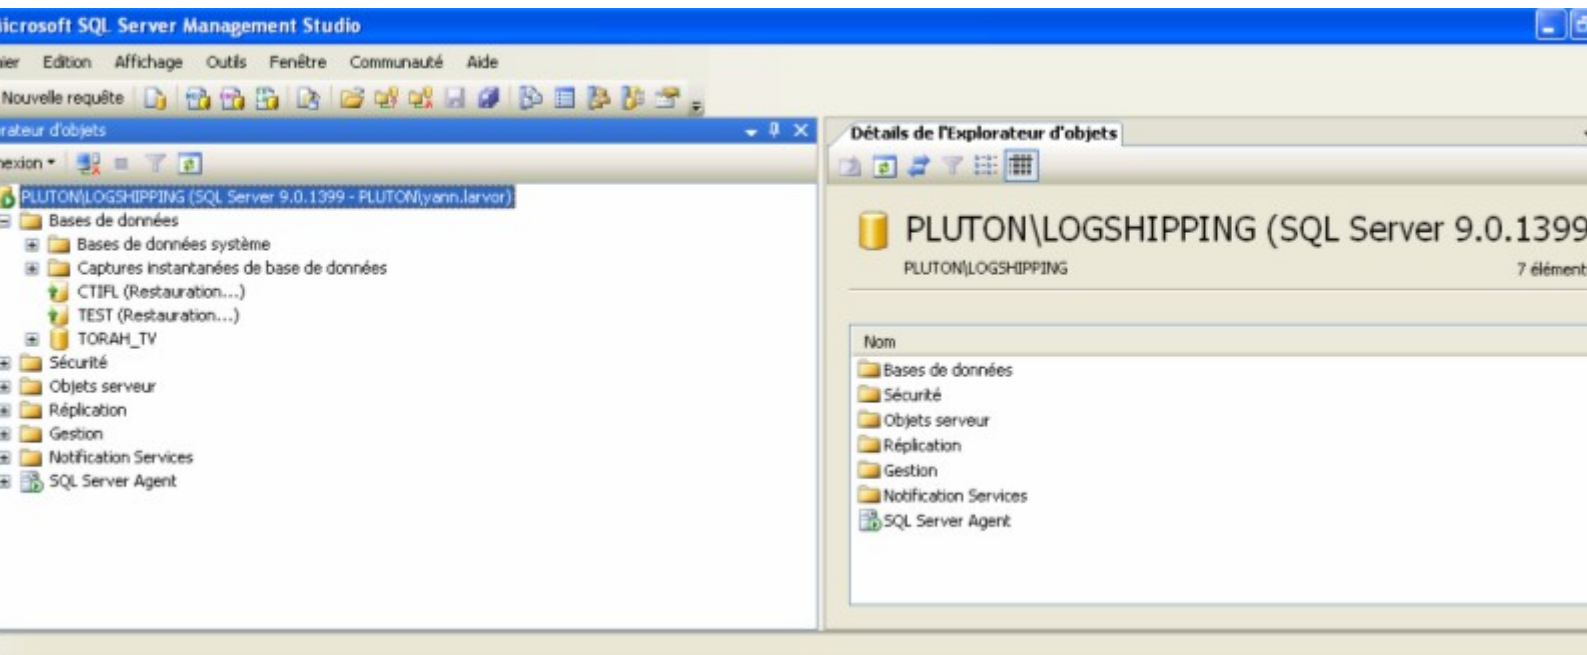 Microsoft SQL Server Management Studio
Edition Affichage Outils Fenêtre Communauté Aide
Nouvelle requête
rateur d'objets
nexion
PLUTON\LOGSHIPPING (SQL Server 9.0.1399 - PLUTON\yann.larvor)
Bases de données
Bases de données système
Captures instantanées de base de données
CTIFL (Restauration...)
TEST (Restauration...)
TORAH_TV
Sécurité
Objets serveur
Réplication
Gestion
Notification Services
SQL Server Agent
Détails de l'Explorateur d'objets
PLUTON\LOGSHIPPING (SQL Server 9.0.1399
PLUTON\LOGSHIPPING
7 élément
Nom
Bases de données
Sécurité
Objets serveur
Réplication
Gestion
Notification Services
SQL Server Agent